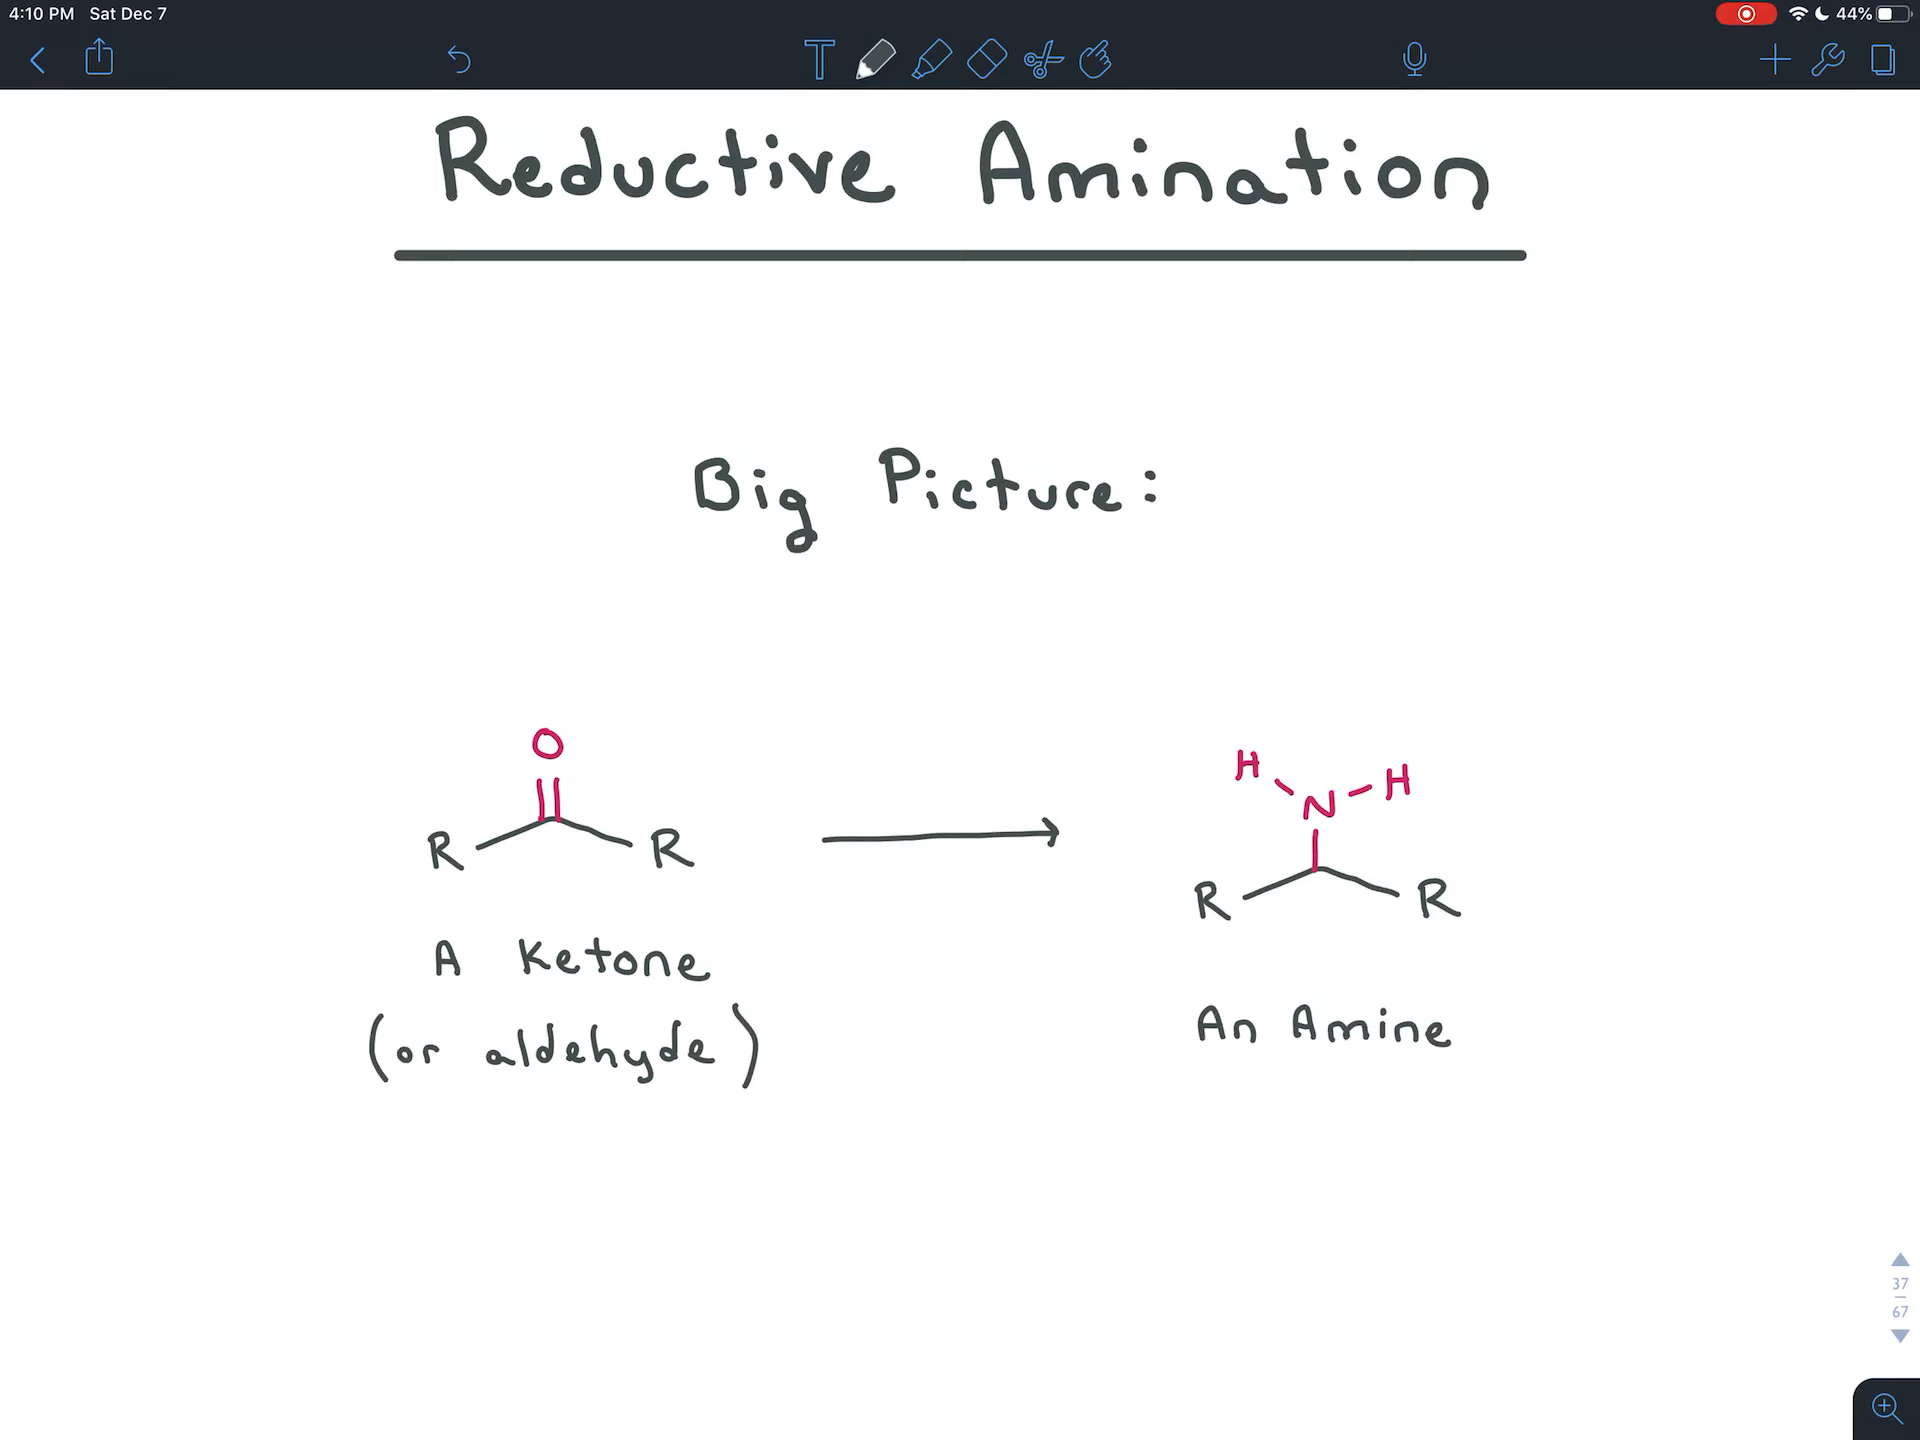 4:10 PM Sat Dec 7
44%
T
Reductive Amination
Big Picture:
O
R R
H N H
R R
A Ketone
(or aldehyde)
An Amine
37
67